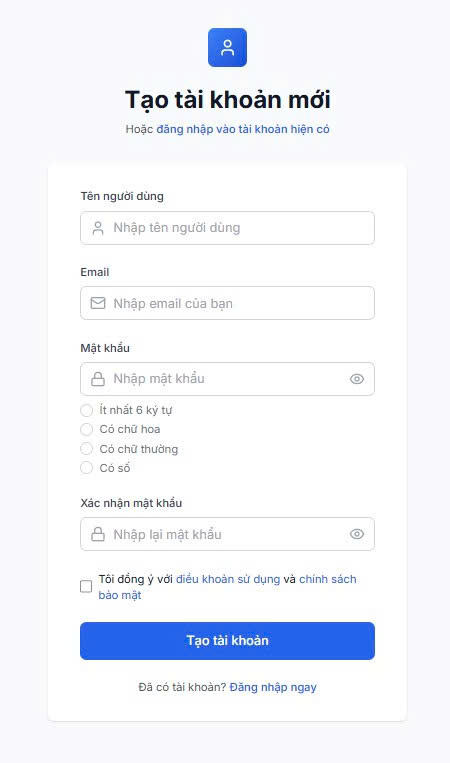 Tạo tài khoản mới
Hoặc đăng nhập vào tài khoản hiện có
Tên người dùng
Nhập tên người dùng
Email
Nhập email của bạn
Mật khẩu
Nhập mật khẩu
Ít nhất 6 ký tự
Có chữ hoa
Có chữ thường
Có số
Xác nhận mật khẩu
Nhập lại mật khẩu
Tôi đồng ý với điều khoản sử dụng và chính sách
bảo mật
Tạo tài khoản
Đã có tài khoản? Đăng nhập ngay